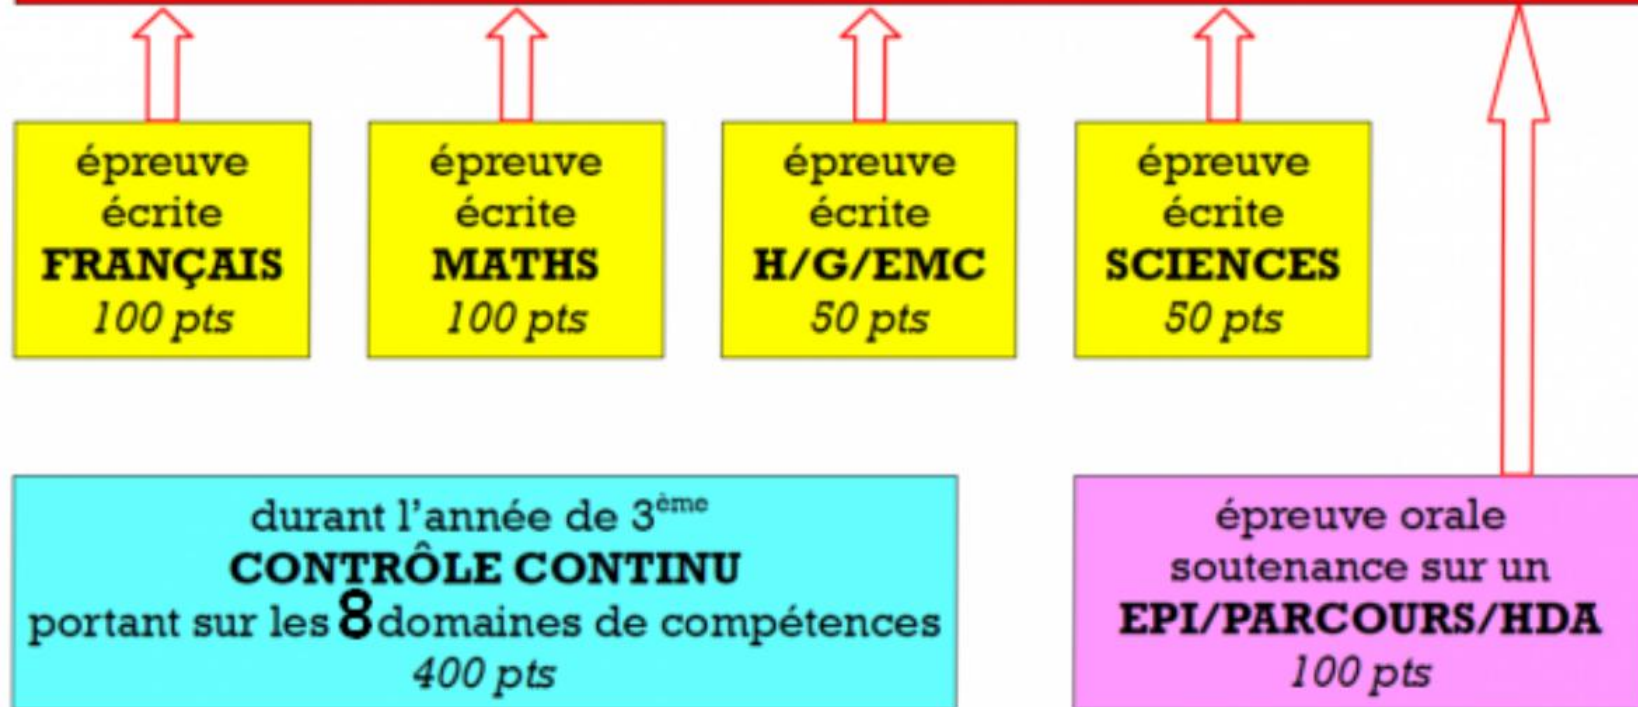 épreuve
écrite
FRANÇAIS
100 pts
épreuve
écrite
MATHS
100 pts
épreuve
écrite
H/G/EMC
50 pts
épreuve
écrite
SCIENCES
50 pts
durant l'année de 3ème
CONTRÔLE CONTINU
portant sur les 8 domaines de compétences
400 pts
épreuve orale
soutenance sur un
EPI/PARCOURS/HDA
100 pts